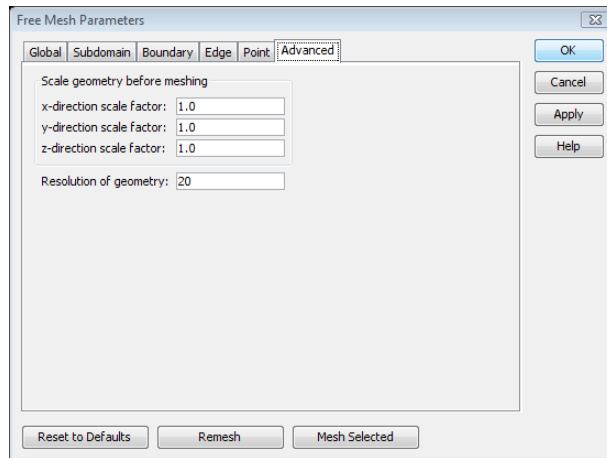 Free Mesh Parameters
Global Subdomain Boundary Edge Point Advanced
OK
Scale geometry before meshing
Cancel
x-direction scale factor: 1.0
Apply
y-direction scale factor: 1.0
z-direction scale factor: 1.0
Help
Resolution of geometry: 20
Reset to Defaults Remesh Mesh Selected